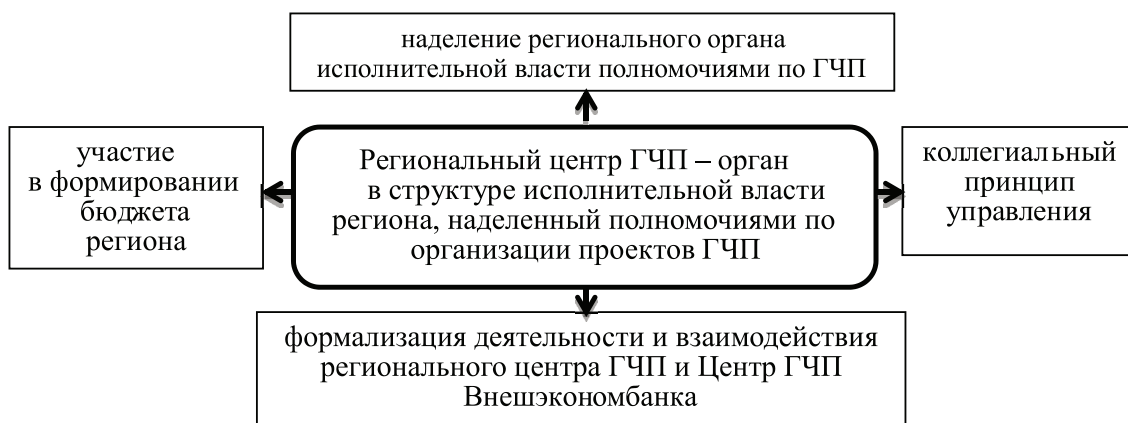 наделение регионального органа
исполнительной власти полномочиями по ГЧП
участие
в формировании
бюджета
региона
Региональный центр ГЧП – орган
в структуре исполнительной власти
региона, наделенный полномочиями по
организации проектов ГЧП
коллегиальный
принцип
управления
формализация деятельности и взаимодействия
регионального центра ГЧП и Центр ГЧП
Внешэкономбанка